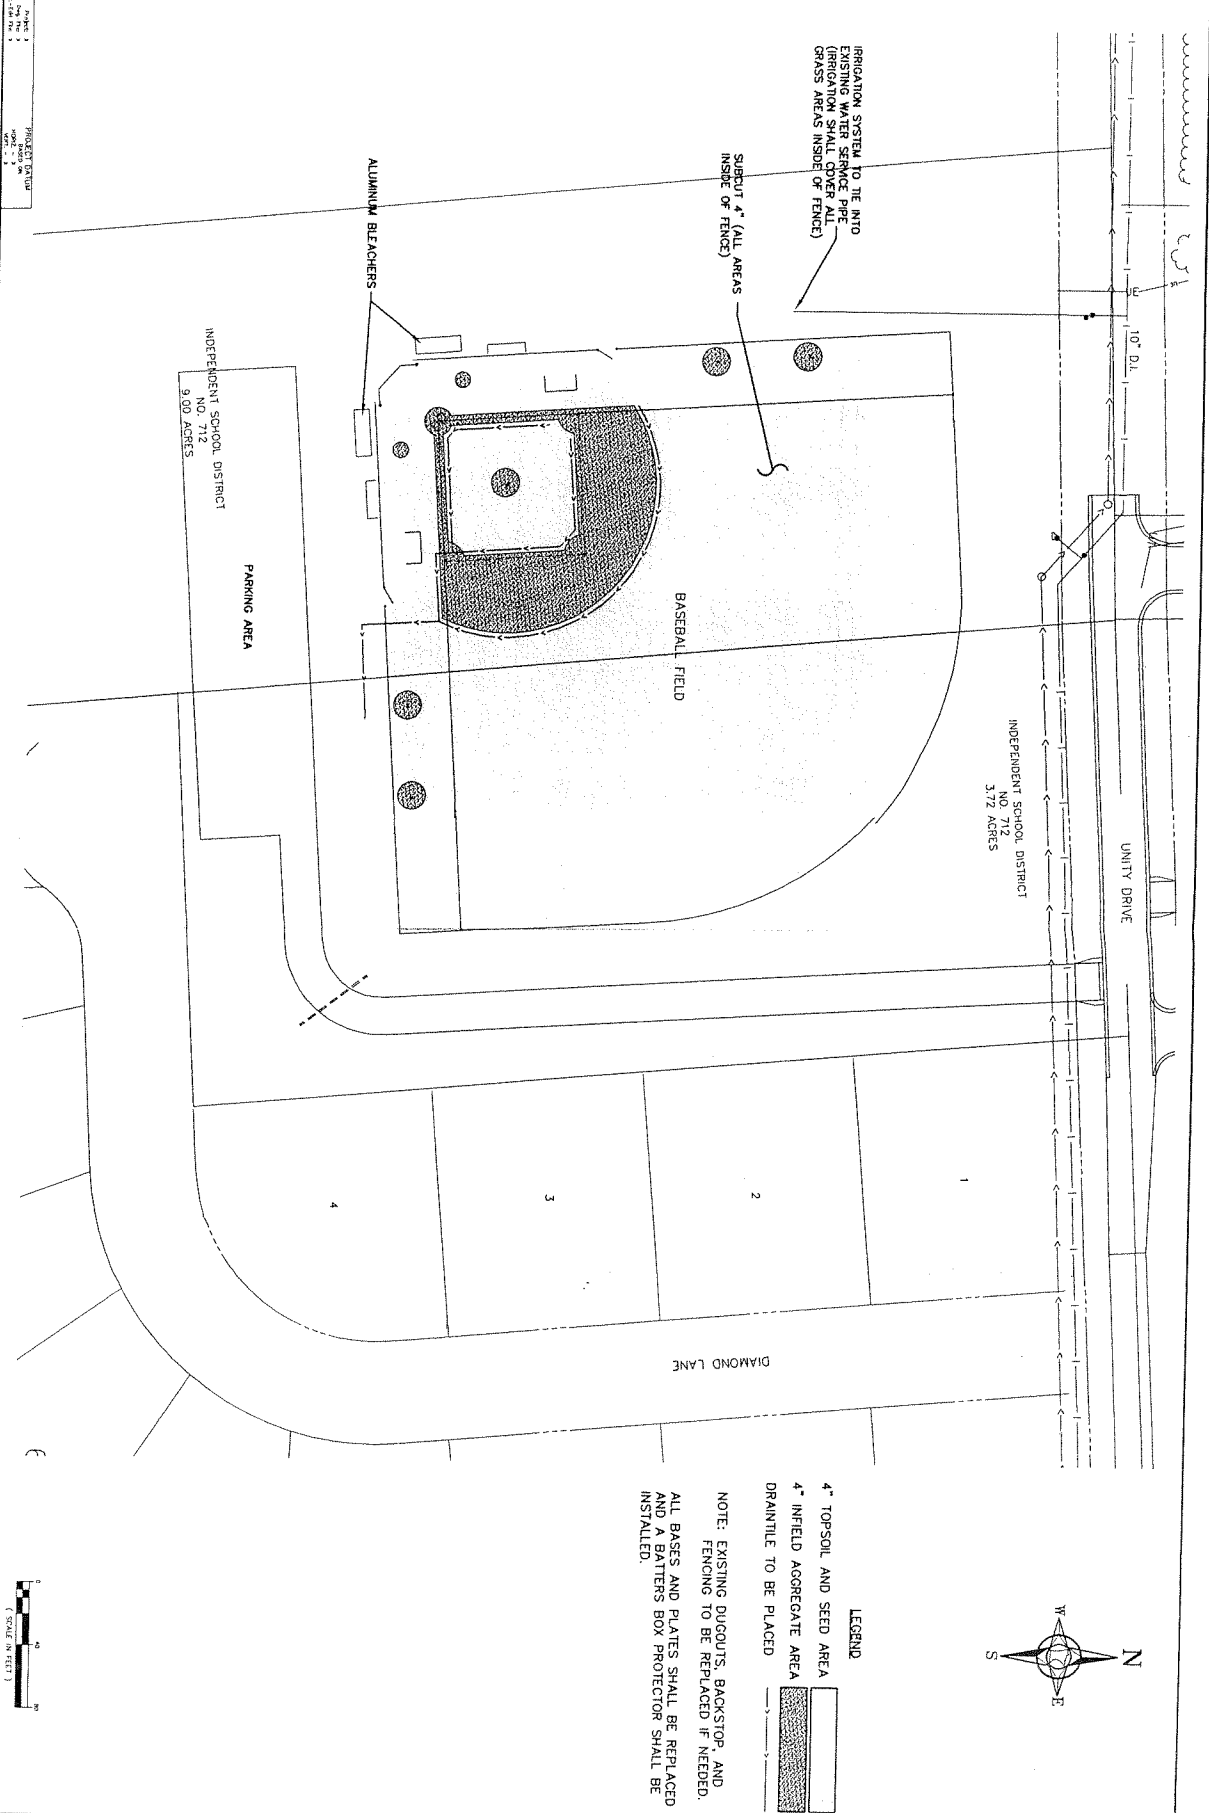 IRRIGATION SYSTEM TO TIE INTO
EXISTING WATER SERVICE PIPE
(IRRIGATION SHALL COVER ALL
GRASS AREAS INSIDE OF FENCE)
SUBCUT 4" (ALL AREAS
INSIDE OF FENCE)
ALUMINUM BLEACHERS
10" D.I.
INDEPENDENT SCHOOL DISTRICT
NO. 712
9.00 ACRES
PARKING AREA
BASEBALL FIELD
INDEPENDENT SCHOOL DISTRICT
NO. 712
3.72 ACRES
UNITY DRIVE
1
2
3
4
DIAMOND LANE
LEGEND
4" TOPSOIL AND SEED AREA
4" INFIELD AGGREGATE AREA
DRAINTILE TO BE PLACED
NOTE: EXISTING DUGOUTS, BACKSTOP, AND
FENCING TO BE REPLACED IF NEEDED.
ALL BASES AND PLATES SHALL BE REPLACED
AND A BATTERS BOX PROTECTOR SHALL BE
INSTALLED.
N
W
E
S
0 40 80
( SCALE IN FEET )
PROJECT DATUM
BASED ON